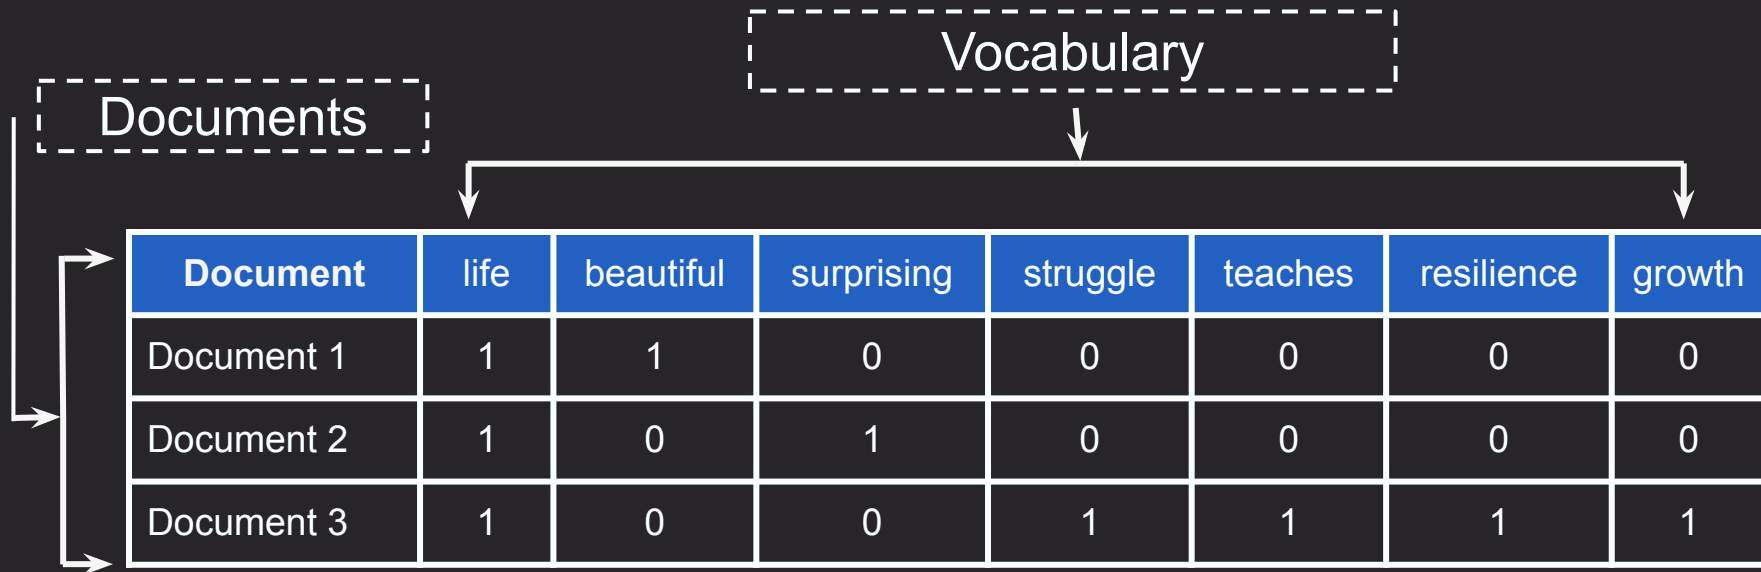 Vocabulary
Documents
Document life beautiful surprising struggle teaches resilience growth
Document 1 1 1 0 0 0 0 0
Document 2 1 0 1 0 0 0 0
Document 3 1 0 0 1 1 1 1